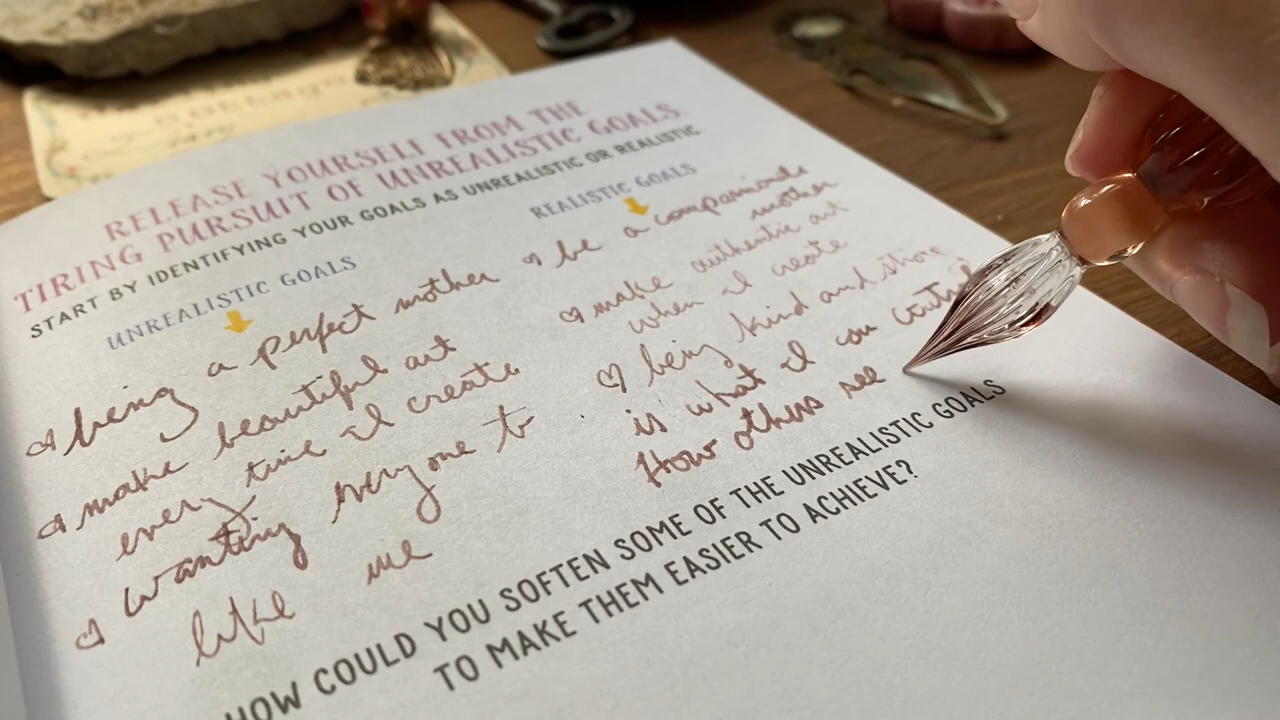 RELEASE YOURSELF FROM THE
TIRING PURSUIT OF UNREALISTIC GOALS.
START BY IDENTIFYING YOUR GOALS AS UNREALISTIC OR REALISTIC
UNREALISTIC GOALS
being a perfect mother
make beautiful art
every time I create
wanting everyone to
like me
REALISTIC GOALS
be a compassionate
mother
make authentic art
when I create
being kind and
is what I can control
How others see
HOW COULD YOU SOFTEN SOME OF THE UNREALISTIC GOALS
TO MAKE THEM EASIER TO ACHIEVE?